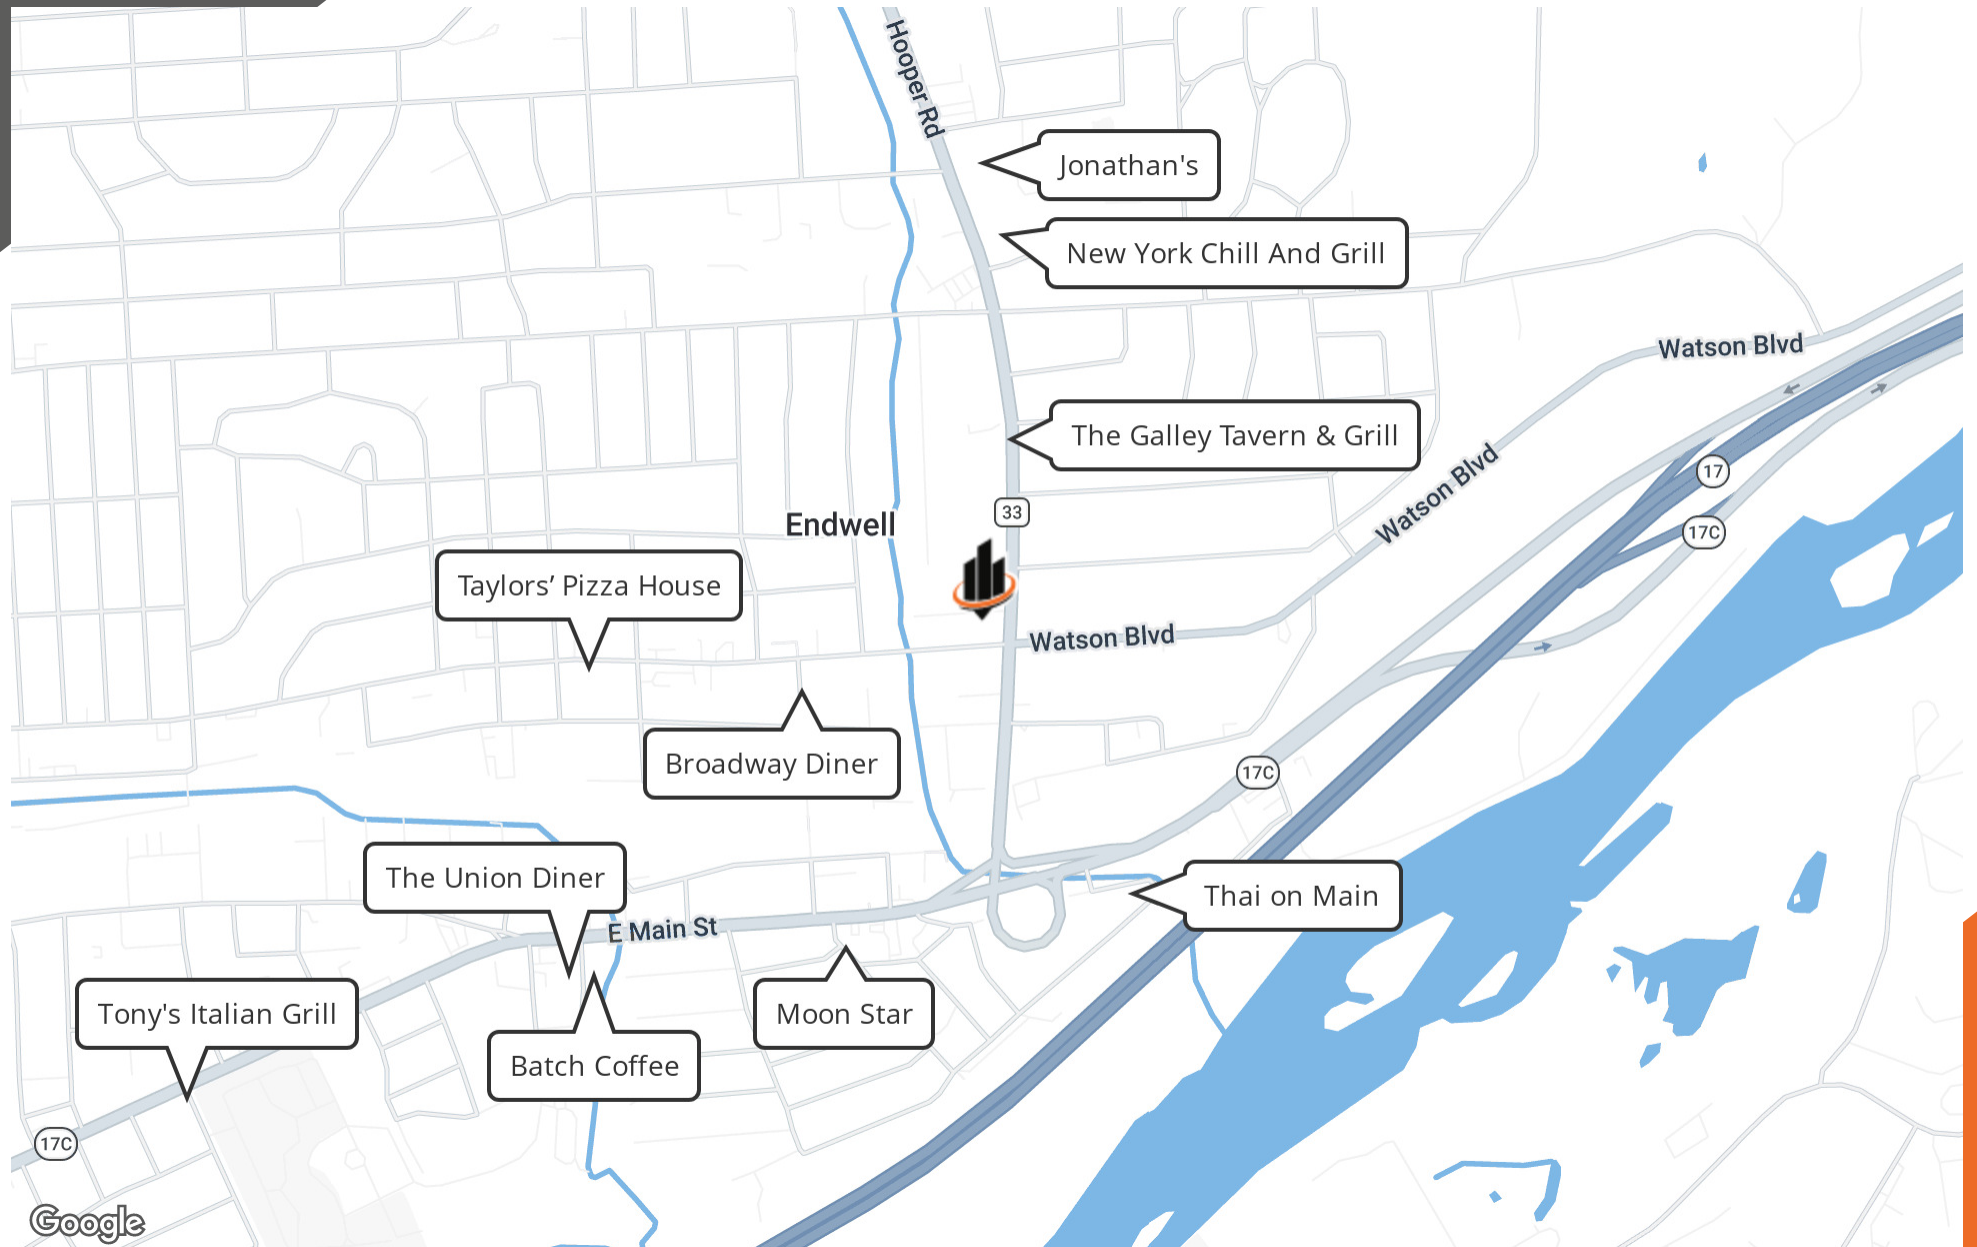 Hooper Rd
Jonathan's
New York Chill And Grill
Watson Blvd
The Galley Tavern & Grill
17
Watson Blvd
33
Endwell
17C
Taylors’ Pizza House
Watson Blvd
Broadway Diner
17C
The Union Diner
Thai on Main
E Main St
Tony's Italian Grill
Moon Star
Batch Coffee
17C
Google